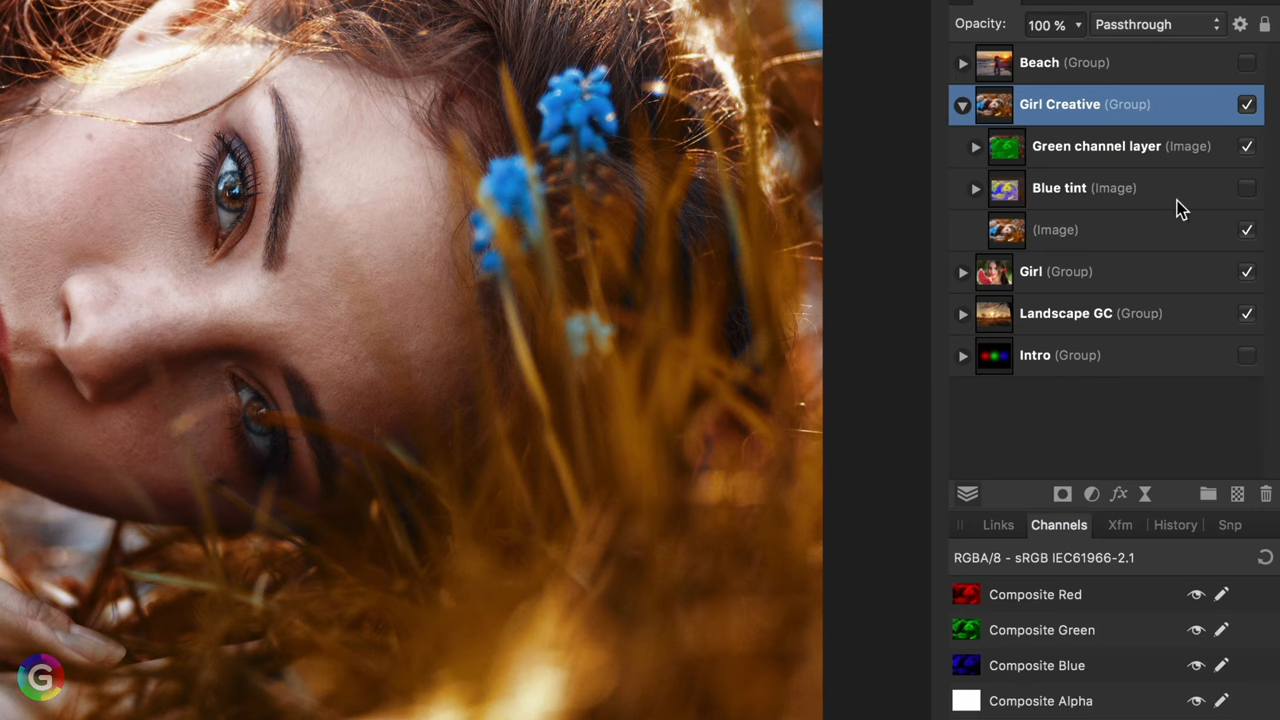 Opacity: 100 % Passthrough
Beach (Group)
Girl Creative (Group)
Green channel layer (Image)
Blue tint (Image)
(Image)
Girl (Group)
Landscape GC (Group)
Intro (Group)
fx
Links Channels Xfm History Snp
RGBA/8 - sRGB IEC61966-2.1
Composite Red
Composite Green
Composite Blue
Composite Alpha
G